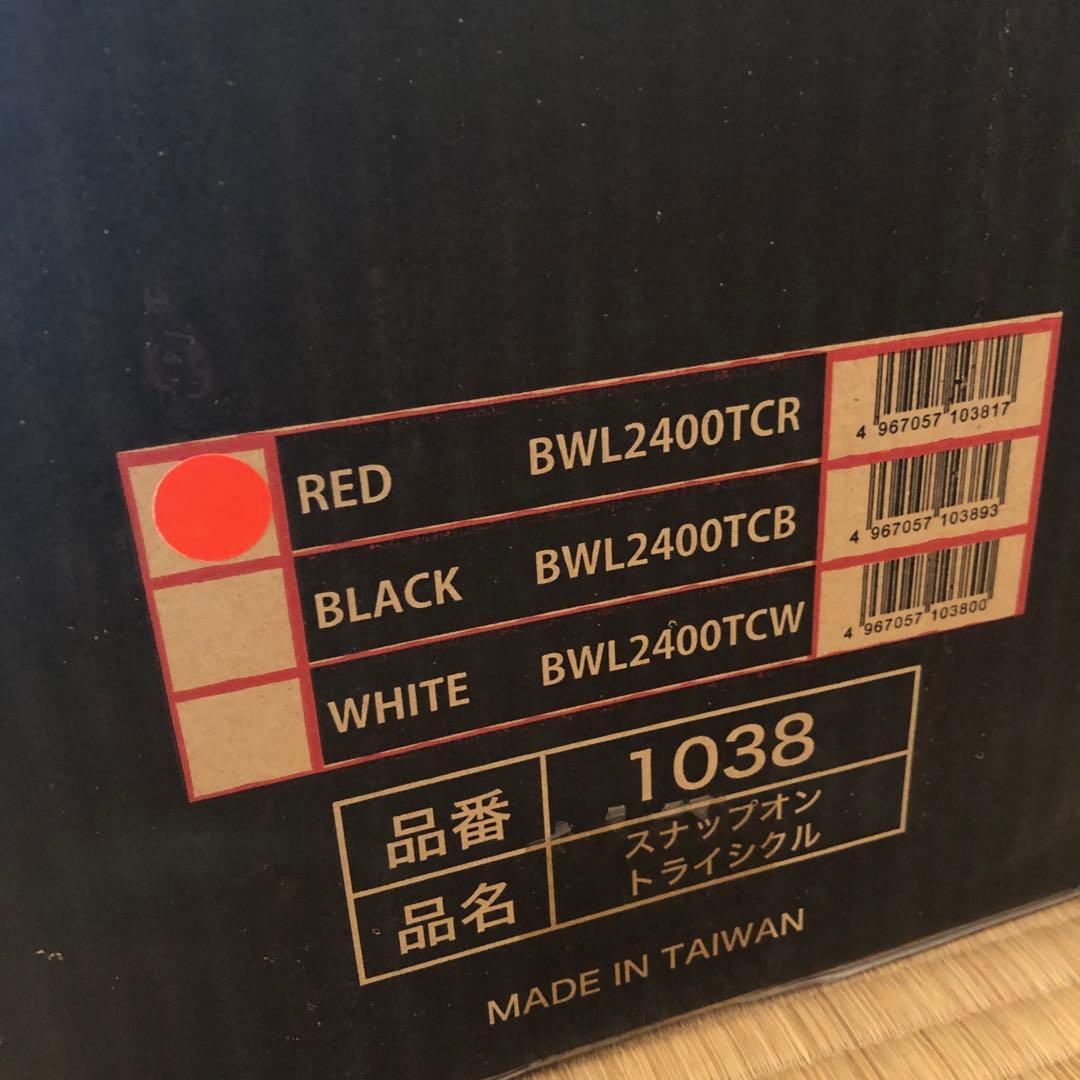 RED BWL2400TCR
4 967057 103817
BLACK BWL2400TCB
4 967057 103893
WHITE BWL2400TCW
4 967057 103800
品番 1038
品名 スナップオン
トライシクル
MADE IN TAIWAN